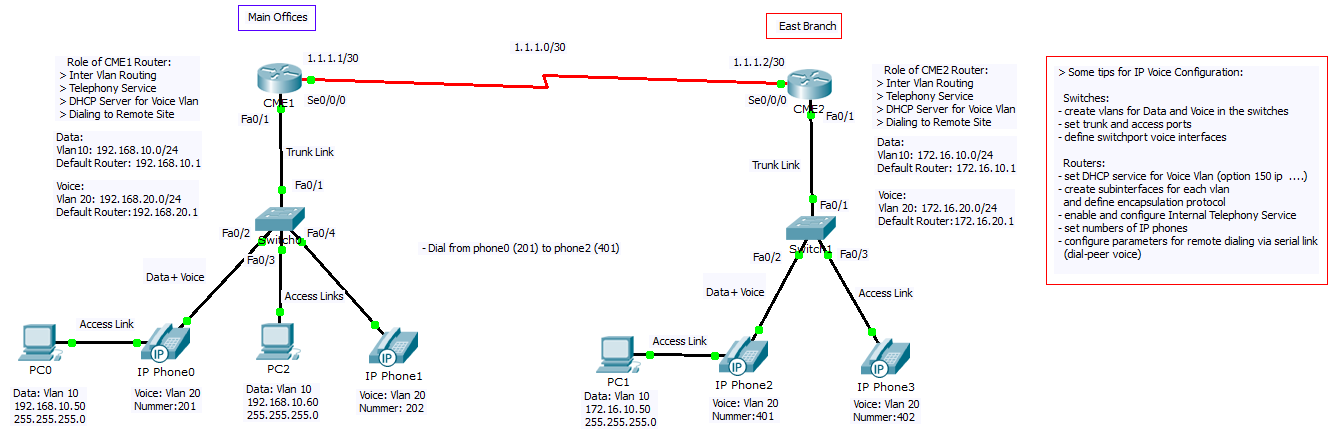 Main Offices
East Branch
1.1.1.0/30
1.1.1.1/30
1.1.1.2/30
Role of CME1 Router:
> Inter Vlan Routing
> Telephony Service
> DHCP Server for Voice Vlan
> Dialing to Remote Site
CME1
Se0/0/0
Fa0/1
Data:
Vlan10: 192.168.10.0/24
Default Router: 192.168.10.1
Trunk Link
Voice:
Vlan 20: 192.168.20.0/24
Default Router:192.168.20.1
Fa0/1
Switch0
Fa0/2
Fa0/4
Fa0/3
Data+ Voice
Access Links
Access Link
PC0
Data: Vlan 10
192.168.10.50
255.255.255.0
IP
IP Phone0
Voice: Vlan 20
Nummer:201
PC2
Data: Vlan 10
192.168.10.60
255.255.255.0
IP
IP Phone1
Voice: Vlan 20
Nummer: 202
- Dial from phone0 (201) to phone2 (401)
Se0/0/0
CME2
Fa0/1
Role of CME2 Router:
> Inter Vlan Routing
> Telephony Service
> DHCP Server for Voice Vlan
> Dialing to Remote Site
Data:
Vlan10: 172.16.10.0/24
Default Router: 172.16.10.1
Trunk Link
Voice:
Vlan 20: 172.16.20.0/24
Default Router:172.16.20.1
Fa0/1
Switch1
Fa0/2
Fa0/3
Data+ Voice
Access Link
Access Link
PC1
Data: Vlan 10
172.16.10.50
255.255.255.0
IP
IP Phone2
Voice: Vlan 20
Nummer:401
IP
IP Phone3
Voice: Vlan 20
Nummer: 402
> Some tips for IP Voice Configuration:
Switches:
- create vlans for Data and Voice in the switches
- set trunk and access ports
- define switchport voice interfaces
Routers:
- set DHCP service for Voice Vlan (option 150 ip ....)
- create subinterfaces for each vlan
and define encapsulation protocol
- enable and configure Internal Telephony Service
- set numbers of IP phones
- configure parameters for remote dialing via serial link
(dial-peer voice)